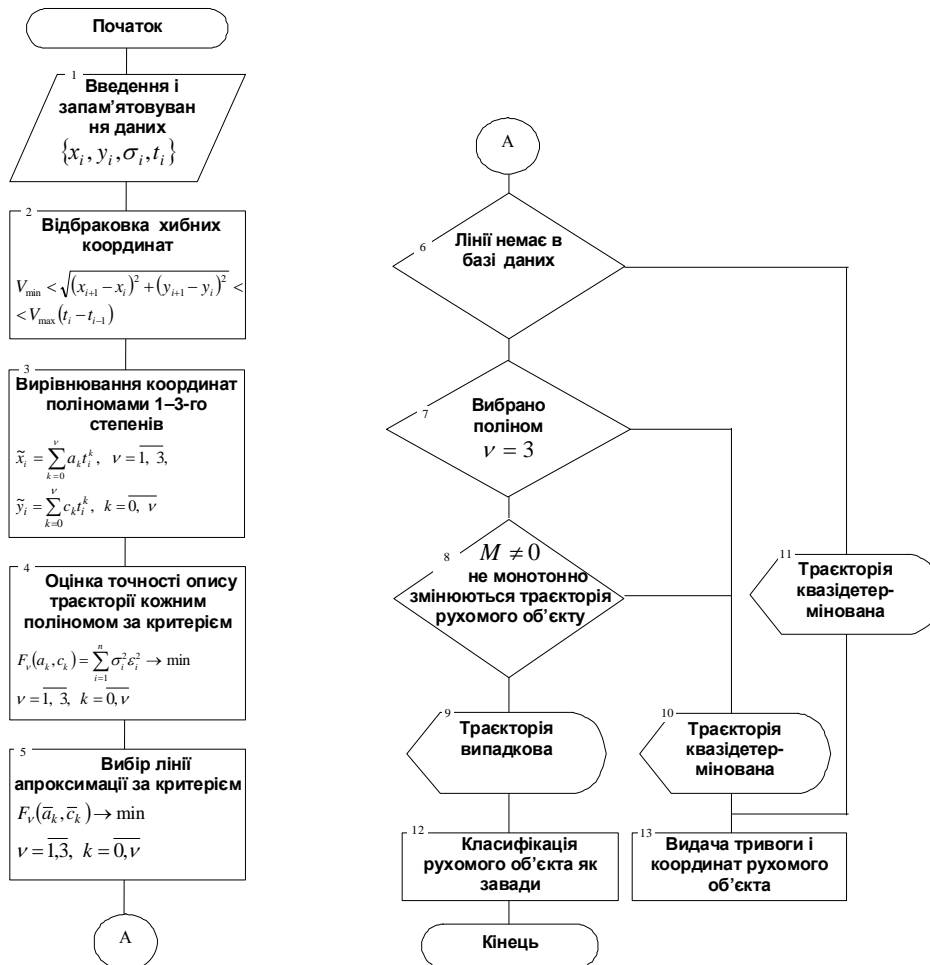 Початок
1
Введення і
запам’ятовуван
ня даних
{x_i, y_i, σ_i, t_i}
2
Відбраковка хибних
координат
V_min < √((x_{i+1} − x_i)² + (y_{i+1} − y_i)²) <
< V_max(t_i − t_{i−1})
3
Вирівнювання координат
поліномами 1–3-го
степенів
x̃_i = ∑_{k=0}^{ν} a_k t_i^k, ν = \overline{1, 3},
ỹ_i = ∑_{k=0}^{ν} c_k t_i^k, k = \overline{0, ν}
4
Оцінка точності опису
траєкторії кожним
поліномом за критерієм
F_ν(a_k, c_k) = ∑_{i=1}^{n} σ_i² ε_i² → min
ν = \overline{1, 3}, k = \overline{0, ν}
5
Вибір лінії
апроксимації за критерієм
F_ν(ā_k, c̄_k) → min
ν = \overline{1,3}, k = \overline{0, ν}
А
А
6
Лінії немає в
базі даних
7
Вибрано
поліном
ν = 3
8
M ≠ 0
не монотонно
змінюються траєкторія
рухомого об’єкту
11
Траєкторія
квазідетер-
мінована
9
Траєкторія
випадкова
10
Траєкторія
квазідетер-
мінована
12
Класифікація
рухомого об’єкта як
завади
13
Видача тривоги і
координат рухомого
об’єкта
Кінець